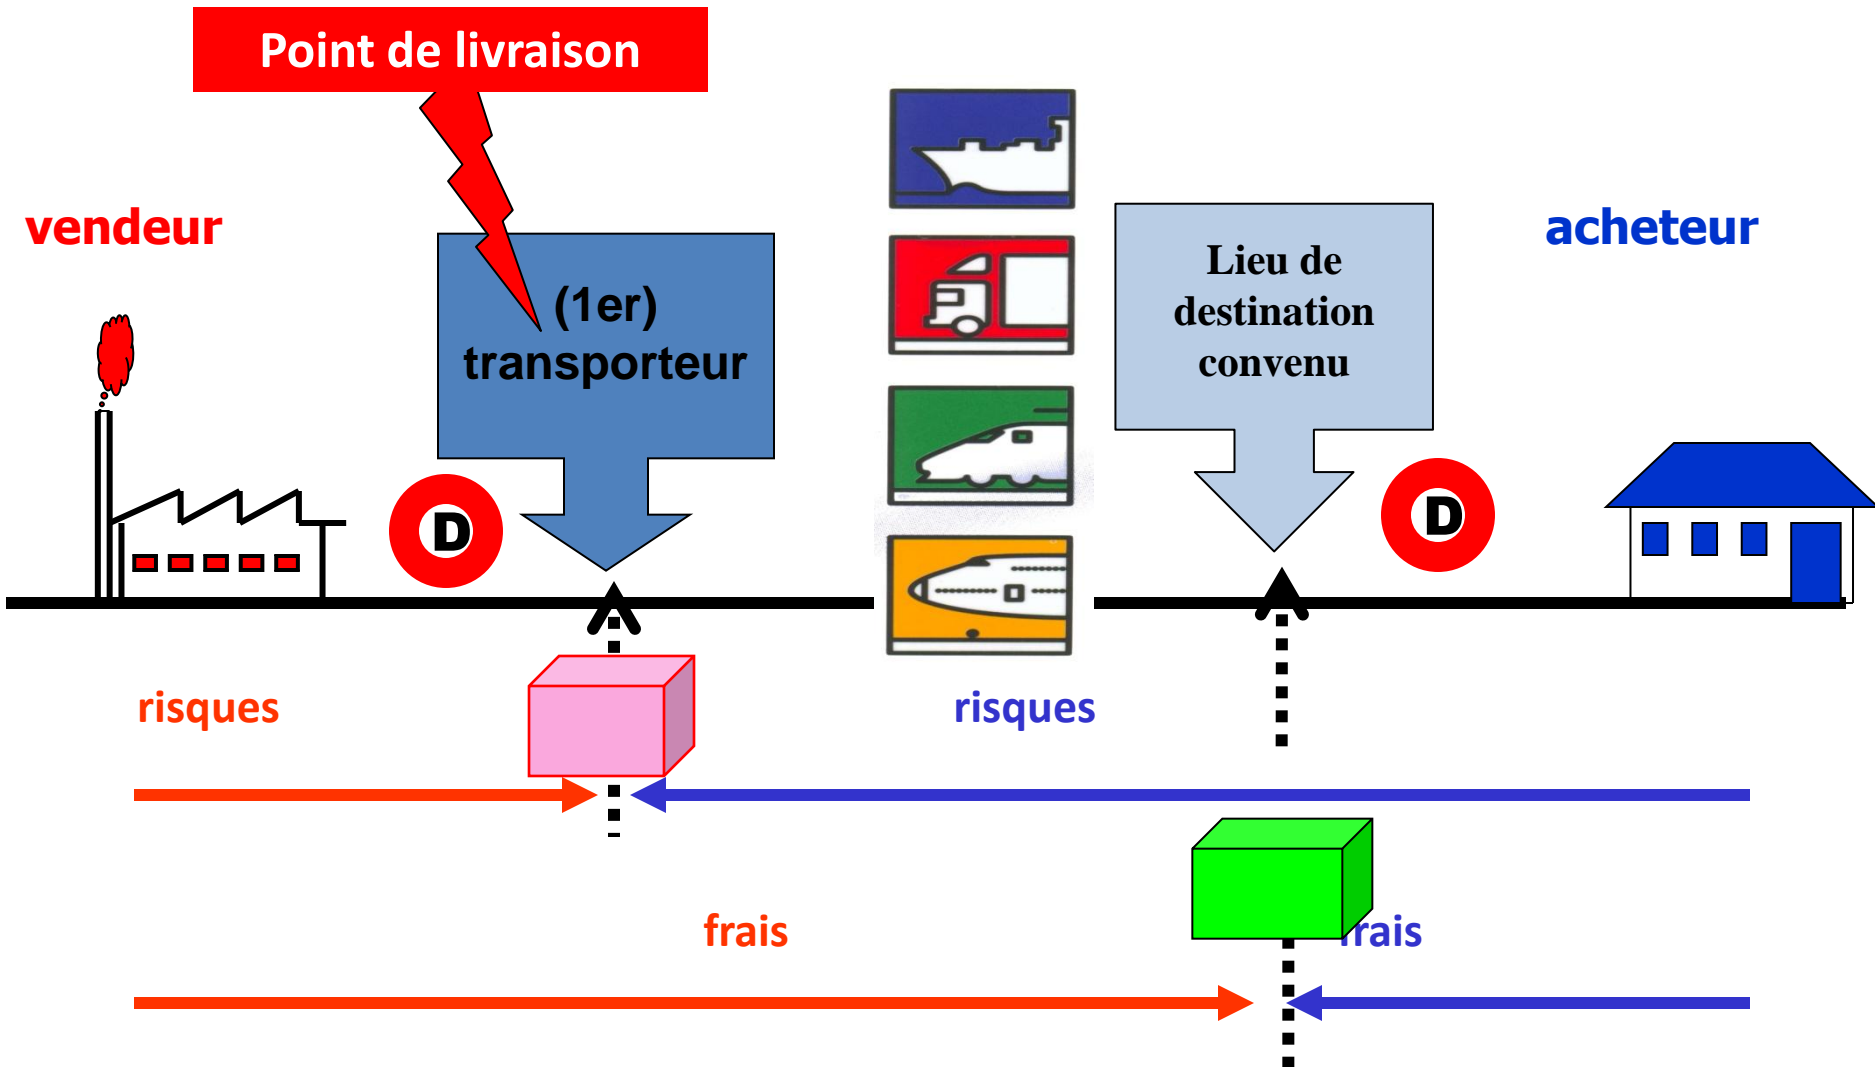 Point de livraison
vendeur
acheteur
(1er)
transporteur
Lieu de
destination
convenu
D
D
risques
risques
frais
frais